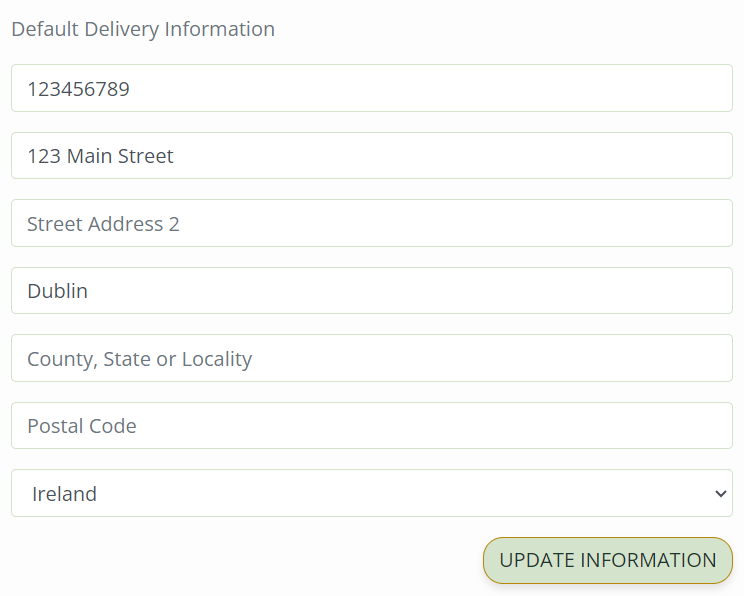 Default Delivery Information
123456789
123 Main Street
Street Address 2
Dublin
County, State or Locality
Postal Code
Ireland
UPDATE INFORMATION